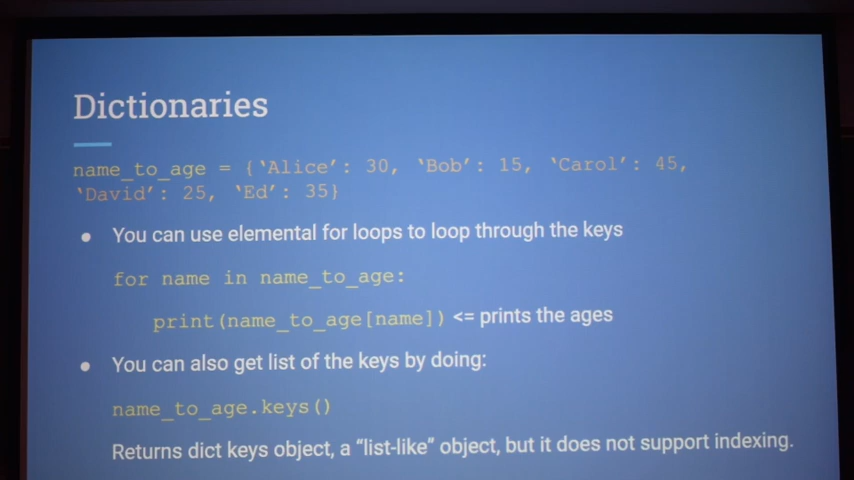 Dictionaries
name_to_age = {‘Alice’: 30, ‘Bob’: 15, ‘Carol’: 45,
‘David’: 25, ‘Ed’: 35}
● You can use elemental for loops to loop through the keys
for name in name_to_age:
print(name_to_age[name]) <= prints the ages
● You can also get list of the keys by doing:
name_to_age.keys()
Returns dict keys object, a “list-like” object, but it does not support indexing.